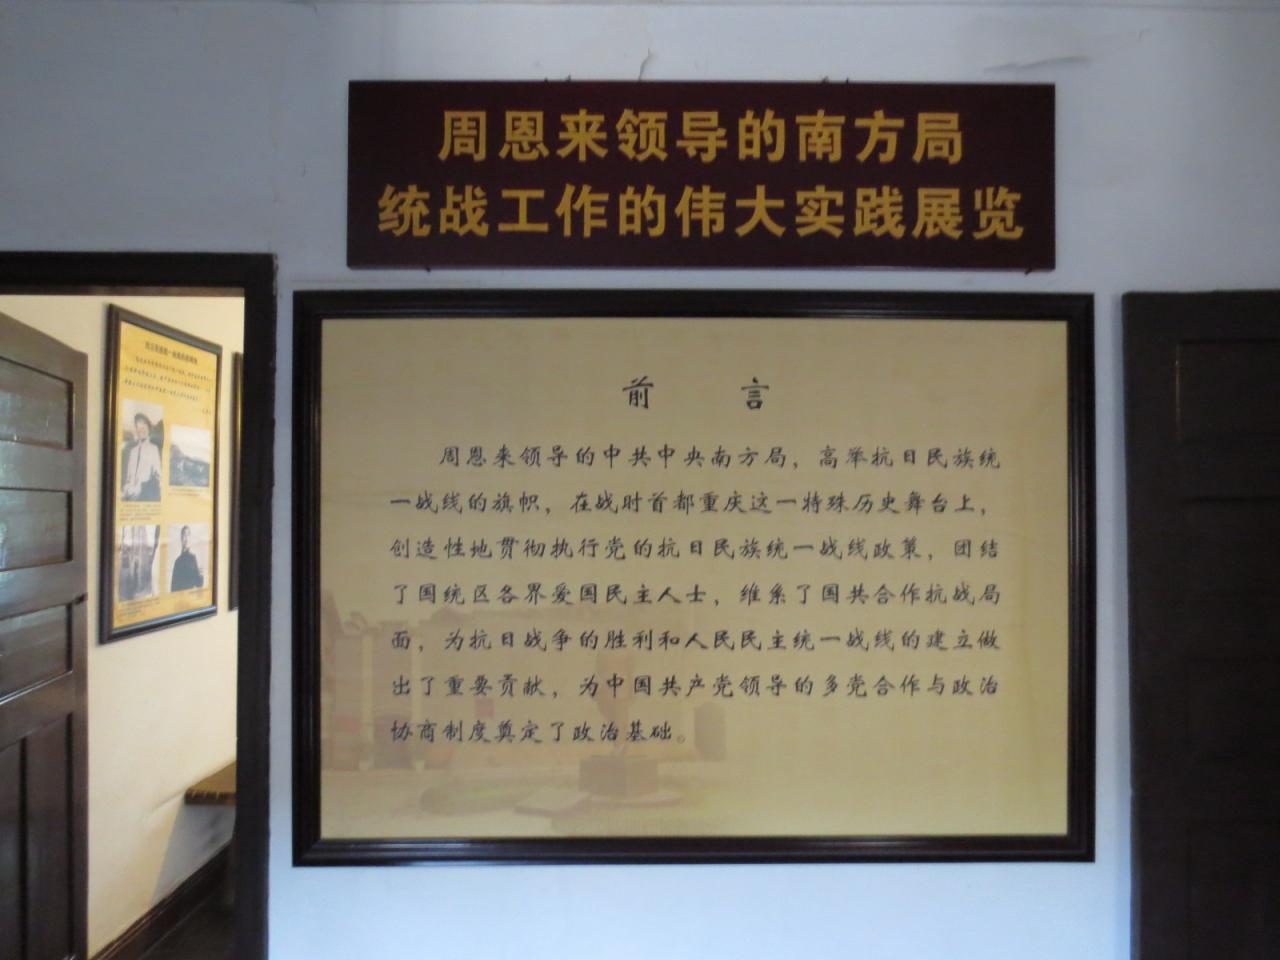 周恩来领导的南方局
统战工作的伟大实践展览
前言
周恩来领导的中共中央南方局，高举抗日民族统
一战线的旗帜，在战时首都重庆这一特殊历史舞台上，
创造性地贯彻执行党的抗日民族统一战线政策，团结
了国统区各界爱国民主人士，维系了国共合作抗战局
面，为抗日战争的胜利和人民民主统一战线的建立做
出了重要贡献，为中国共产党领导的多党合作与政治
协商制度奠定了政治基础。